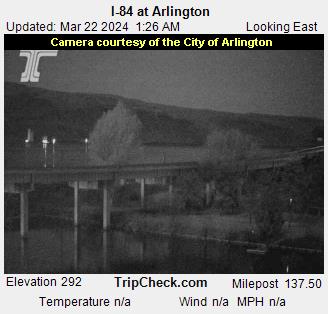 I-84 at Arlington
Updated: Mar 22 2024 1:26 AM Looking East
Camera courtesy of the City of Arlington
Elevation 292 TripCheck.com Milepost 137.50
Temperature n/a Wind n/a MPH n/a